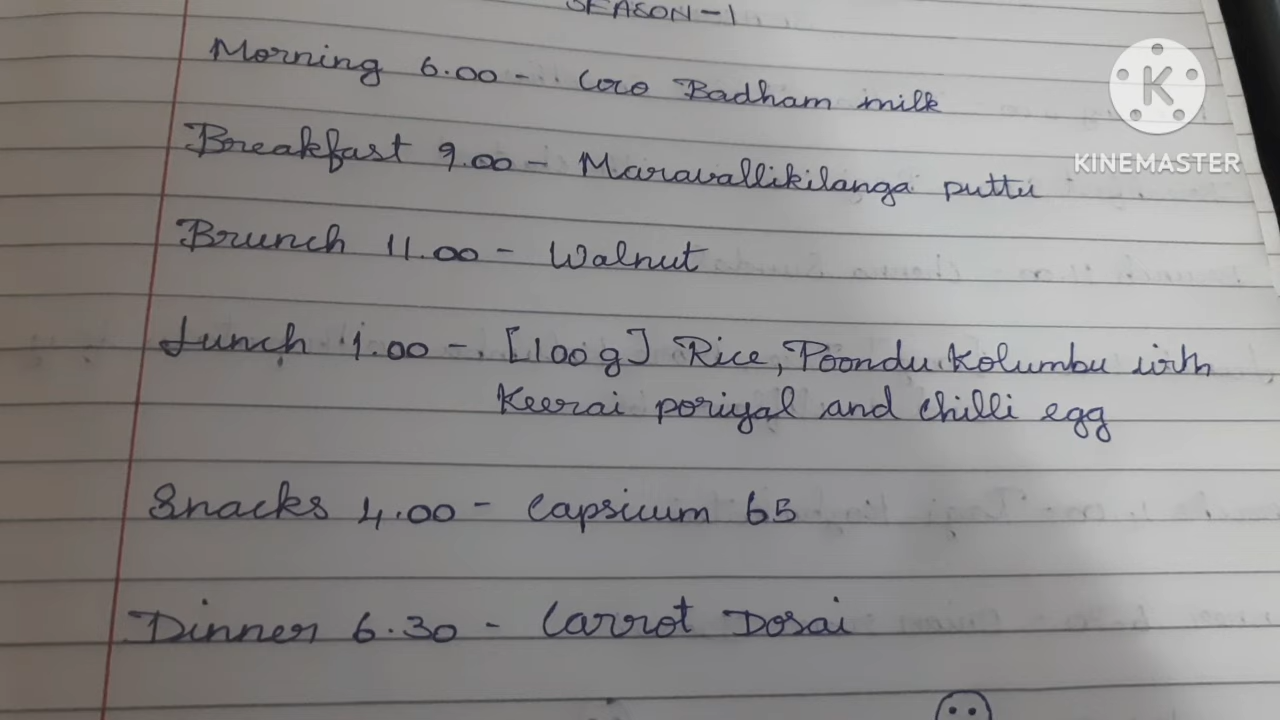 SEASON-1
Morning 6.00 - Coco Badham milk
Breakfast 9.00 - Maravallikilanga puttu
Brunch 11.00 - Walnut
Lunch 1.00 - [100g] Rice, Poondu Kolumbu with
Keerai poriyal and chilli egg
Snacks 4.00 - Capsicum 65
Dinner 6.30 - Carrot Dosai
K
KINEMASTER